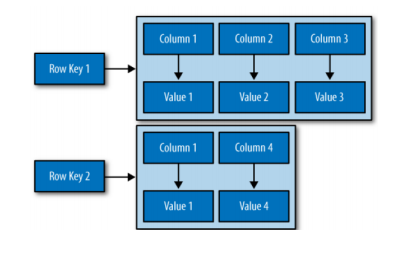 Column 1 Column 2 Column 3
Row Key 1
Value 1 Value 2 Value 3
Column 1 Column 4
Row Key 2
Value 1 Value 4